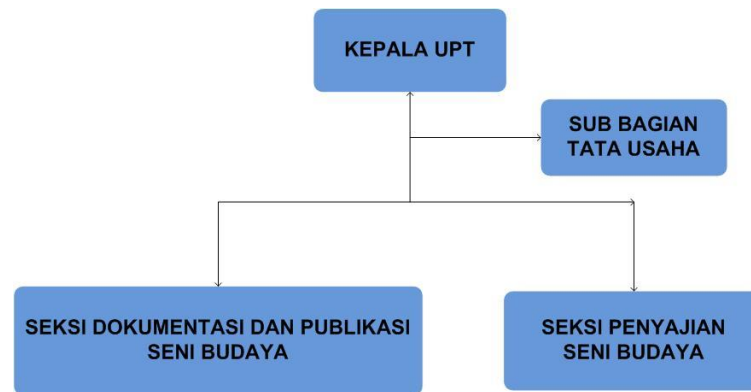 KEPALA UPT
SUB BAGIAN
TATA USAHA
SEKSI DOKUMENTASI DAN PUBLIKASI
SENI BUDAYA
SEKSI PENYAJIAN
SENI BUDAYA